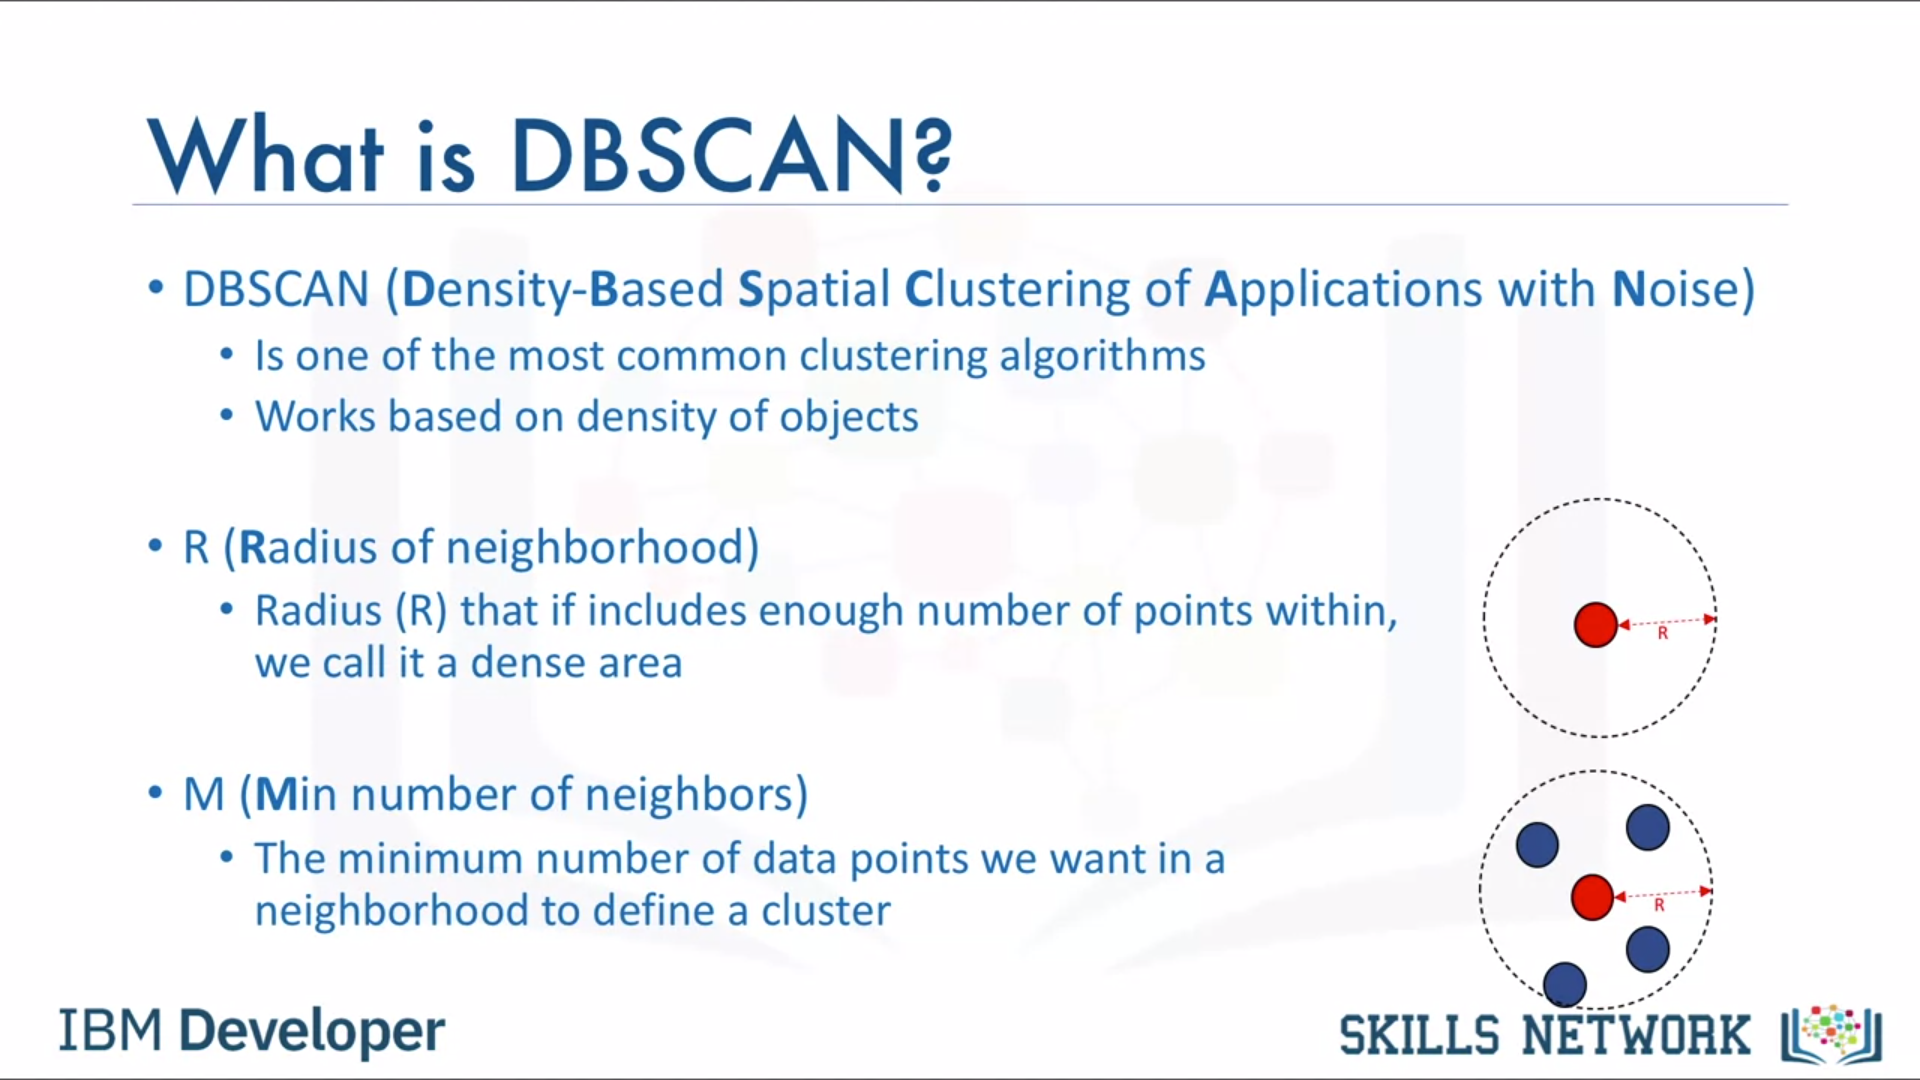 What is DBSCAN?
• DBSCAN (Density-Based Spatial Clustering of Applications with Noise)
• Is one of the most common clustering algorithms
• Works based on density of objects
• R (Radius of neighborhood)
• Radius (R) that if includes enough number of points within,
we call it a dense area
R
• M (Min number of neighbors)
• The minimum number of data points we want in a
neighborhood to define a cluster
R
IBM Developer
SKILLS NETWORK